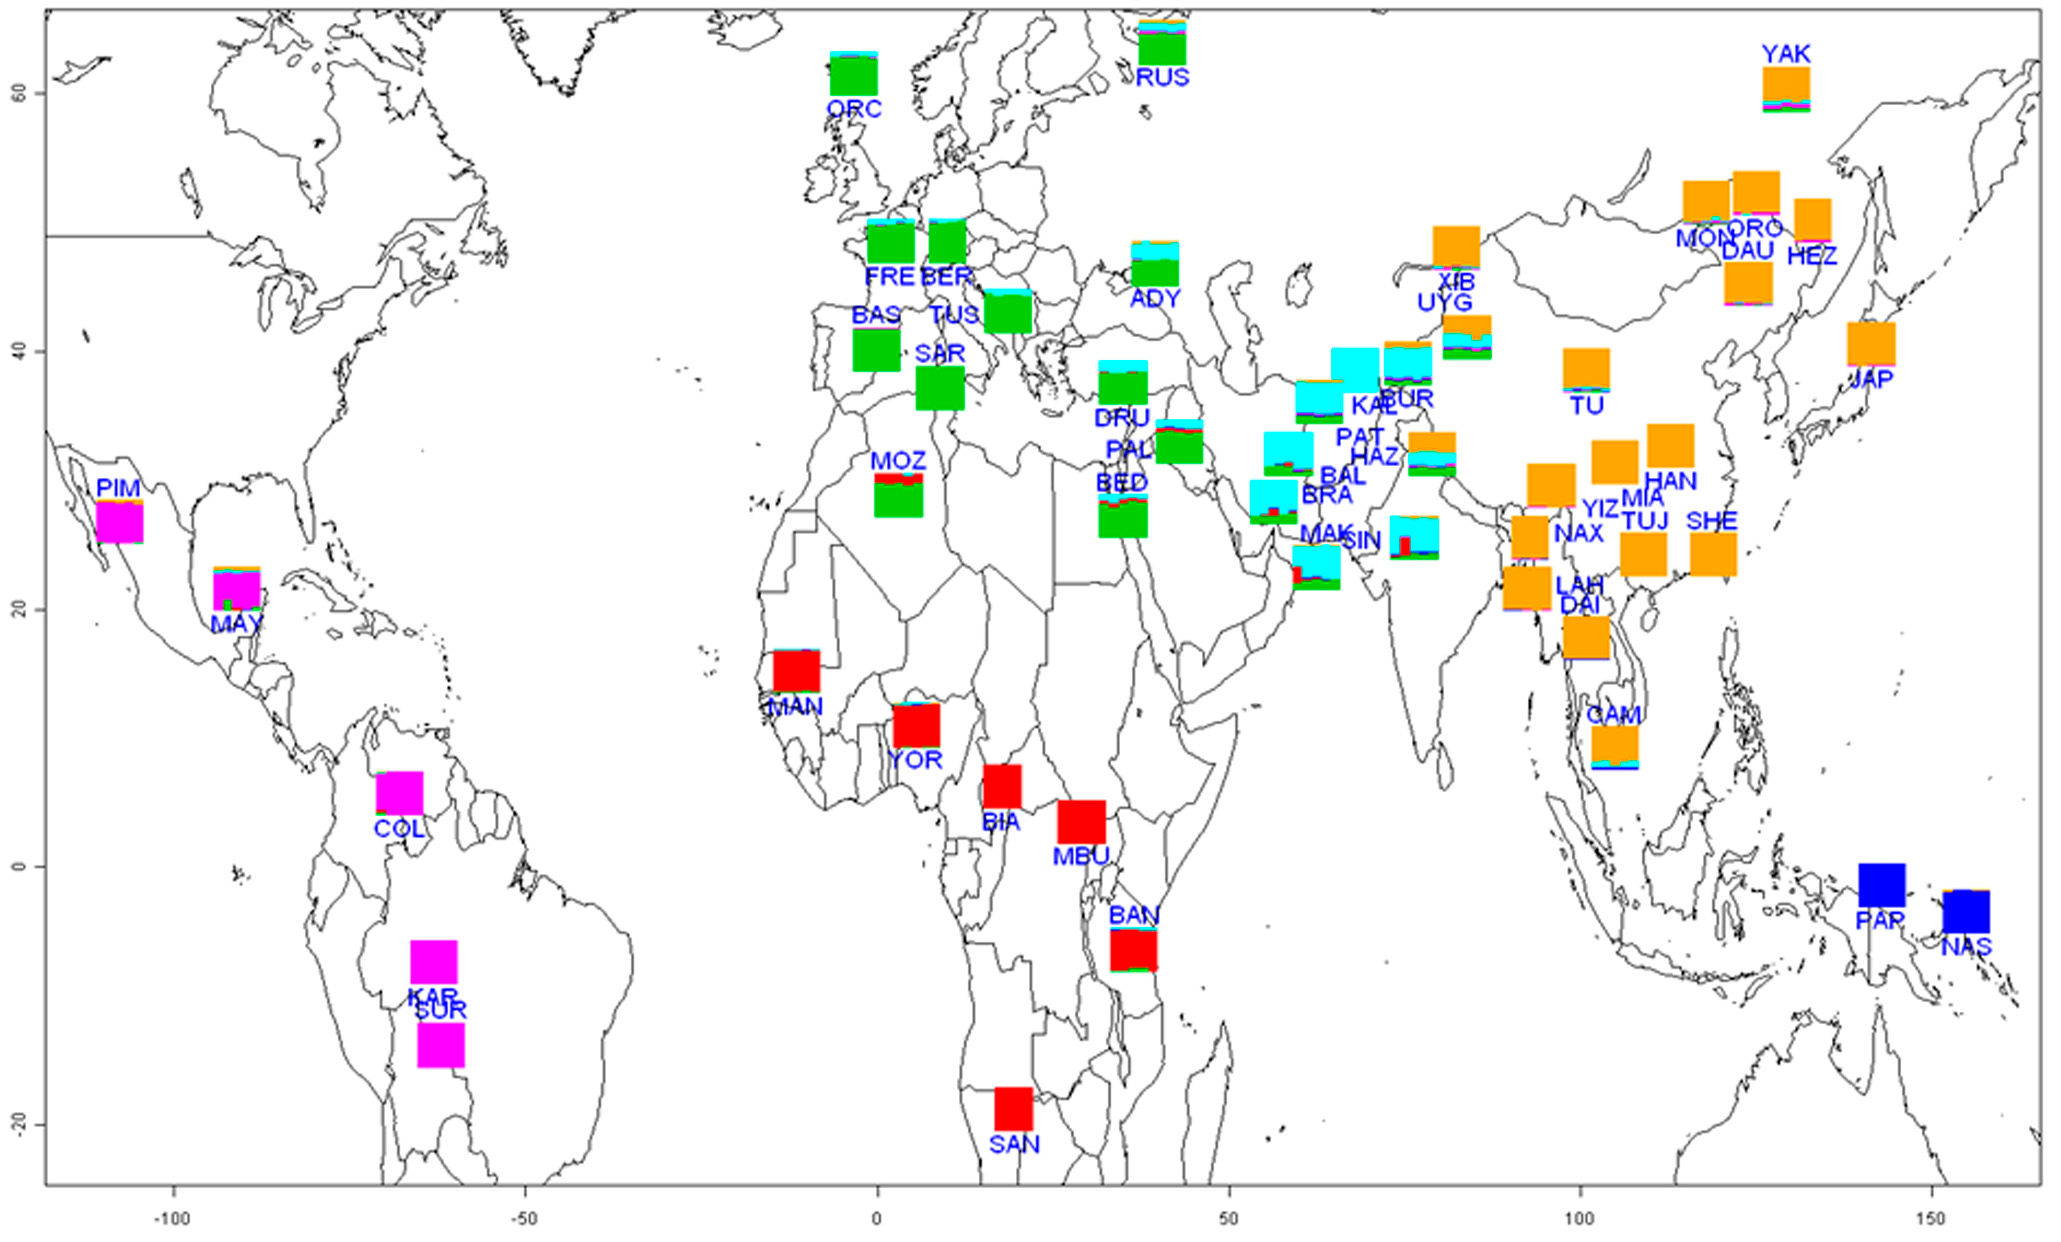 YAK
60
RUS
ORC
MON
ORO
DAU
HEZ
FRE
BER
XIB
UYG
ADY
BAS
TUS
40
SAR
JAP
KAL
BUR
TU
DRU
PAT
PAL
HAZ
MOZ
BAL
HAN
BED
BRA
MIA
YIZ
PIM
TUJ
SHE
MAK
SIN
NAX
LAH
DAI
20
MAY
MAN
CAM
YOR
COL
BIA
MBU
0
BAN
PAP
NAS
KAR
SUR
-20
SAN
-100
-50
0
50
100
150